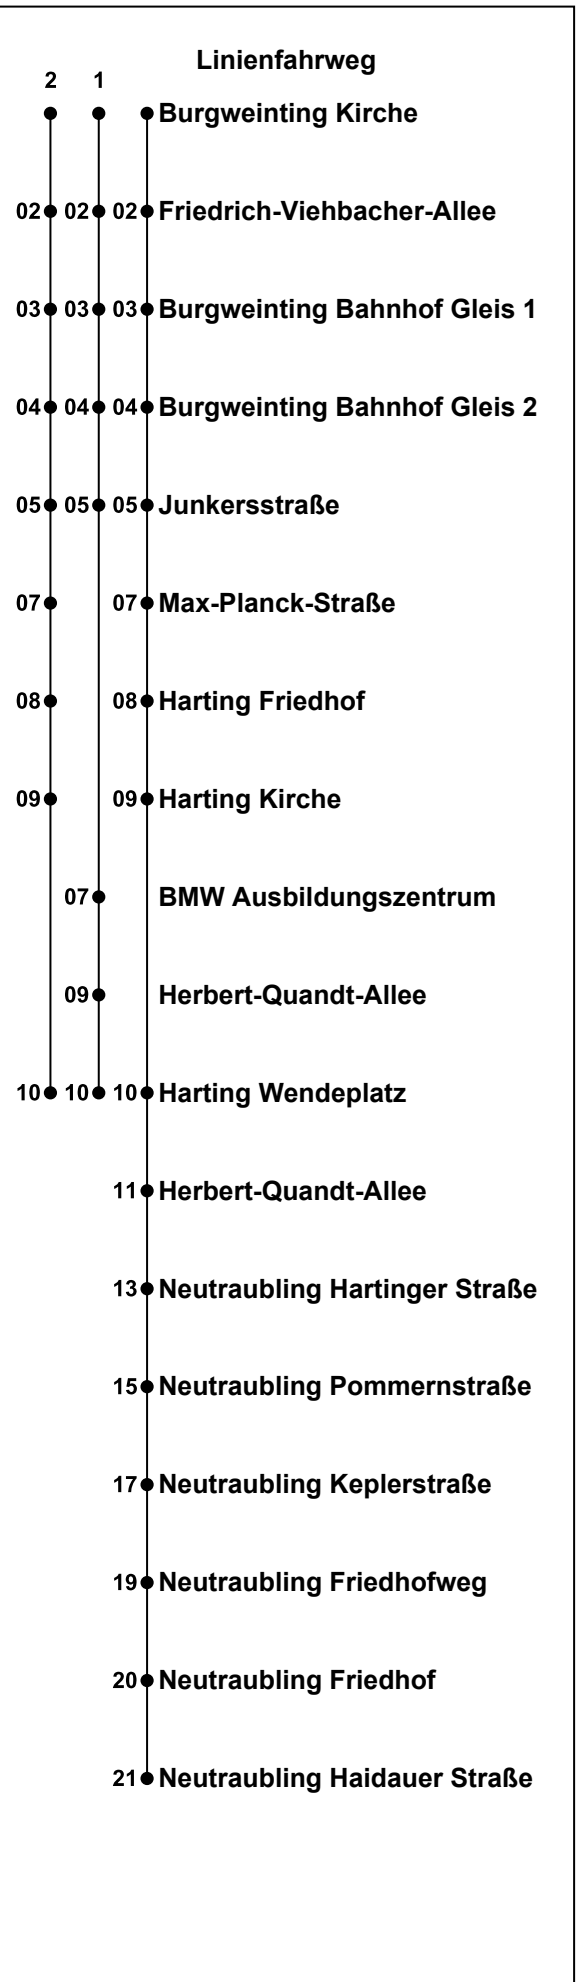 Linienfahrweg
2 1
Burgweinting Kirche
02 02 02 Friedrich-Viehbacher-Allee
03 03 03 Burgweinting Bahnhof Gleis 1
04 04 04 Burgweinting Bahnhof Gleis 2
05 05 05 Junkersstraße
07 07 Max-Planck-Straße
08 08 Harting Friedhof
09 09 Harting Kirche
07 BMW Ausbildungszentrum
09 Herbert-Quandt-Allee
10 10 10 Harting Wendeplatz
11 Herbert-Quandt-Allee
13 Neutraubling Hartinger Straße
15 Neutraubling Pommernstraße
17 Neutraubling Keplerstraße
19 Neutraubling Friedhofweg
20 Neutraubling Friedhof
21 Neutraubling Haidauer Straße